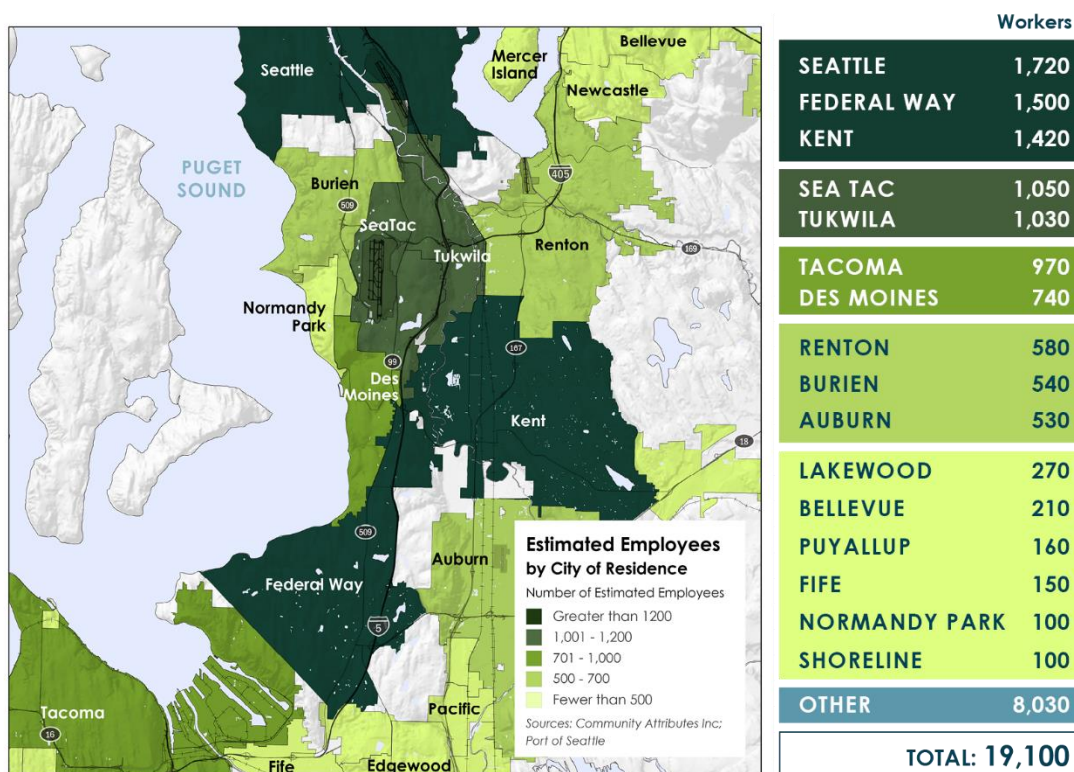 Seattle
Mercer
Island
Bellevue
Newcastle
PUGET
SOUND
Burien
509
405
SeaTac
Tukwila
Renton
169
Normandy
Park
99
Des
Moines
167
Kent
18
509
Federal Way
Auburn
5
Tacoma
16
Pacific
Fife
Edgewood
Estimated Employees
by City of Residence
Number of Estimated Employees
Greater than 1200
1,001 - 1,200
701 - 1,000
500 - 700
Fewer than 500
Sources: Community Attributes Inc;
Port of Seattle
Workers
SEATTLE 1,720
FEDERAL WAY 1,500
KENT 1,420
SEA TAC 1,050
TUKWILA 1,030
TACOMA 970
DES MOINES 740
RENTON 580
BURIEN 540
AUBURN 530
LAKEWOOD 270
BELLEVUE 210
PUYALLUP 160
FIFE 150
NORMANDY PARK 100
SHORELINE 100
OTHER 8,030
TOTAL: 19,100